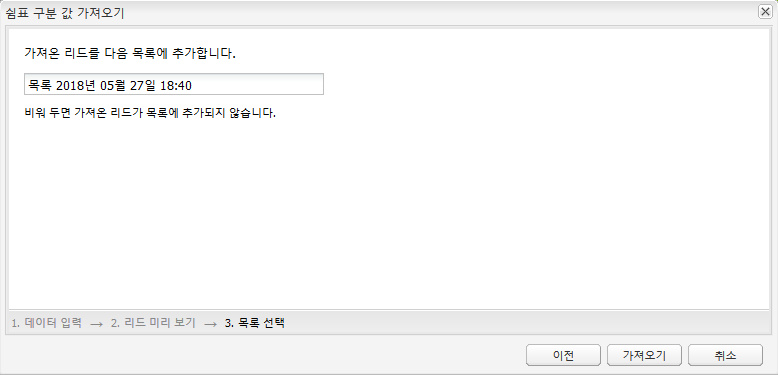 쉼표 구분 값 가져오기
가져온 리드를 다음 목록에 추가합니다.
목록 2018년 05월 27일 18:40
비워 두면 가져온 리드가 목록에 추가되지 않습니다.
1. 데이터 입력 → 2. 리드 미리 보기 → 3. 목록 선택
이전 가져오기 취소